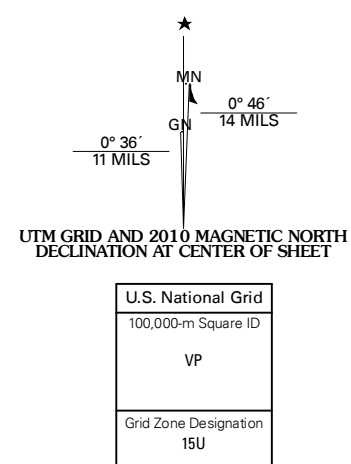 ★
MN
0° 46´
14 MILS
GN
0° 36´
11 MILS
UTM GRID AND 2010 MAGNETIC NORTH
DECLINATION AT CENTER OF SHEET
U.S. National Grid
100,000-m Square ID
VP
Grid Zone Designation
15U